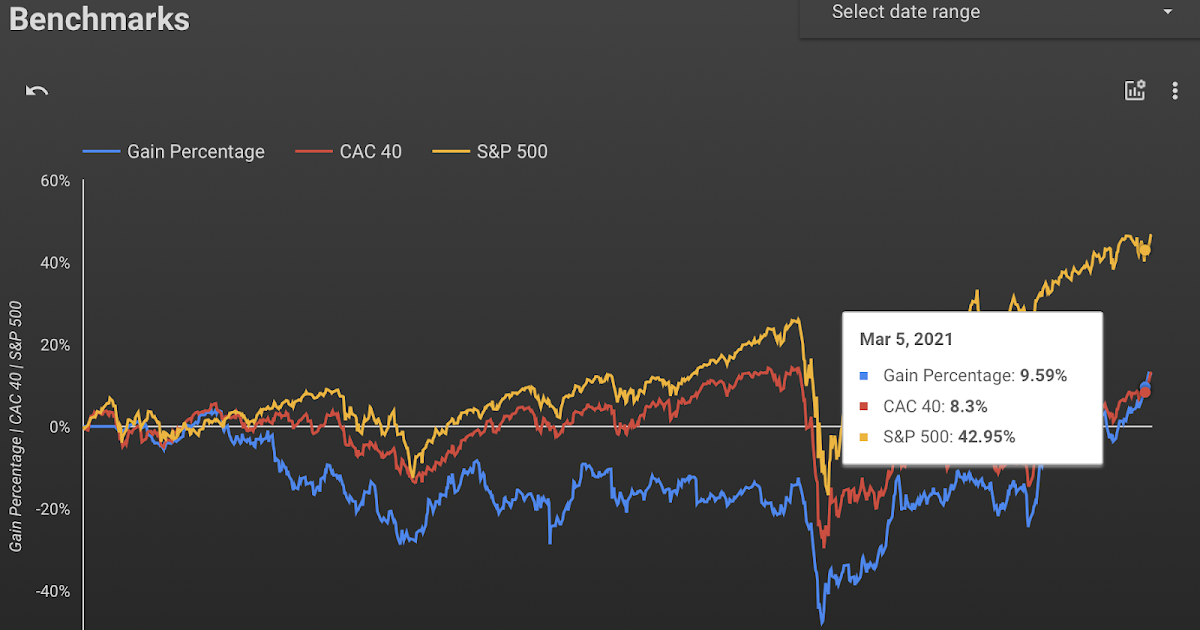 Benchmarks
Select date range
Gain Percentage
CAC 40
S&P 500
60%
40%
20%
0%
-20%
-40%
Gain Percentage | CAC 40 | S&P 500
Mar 5, 2021
Gain Percentage: 9.59%
CAC 40: 8.3%
S&P 500: 42.95%